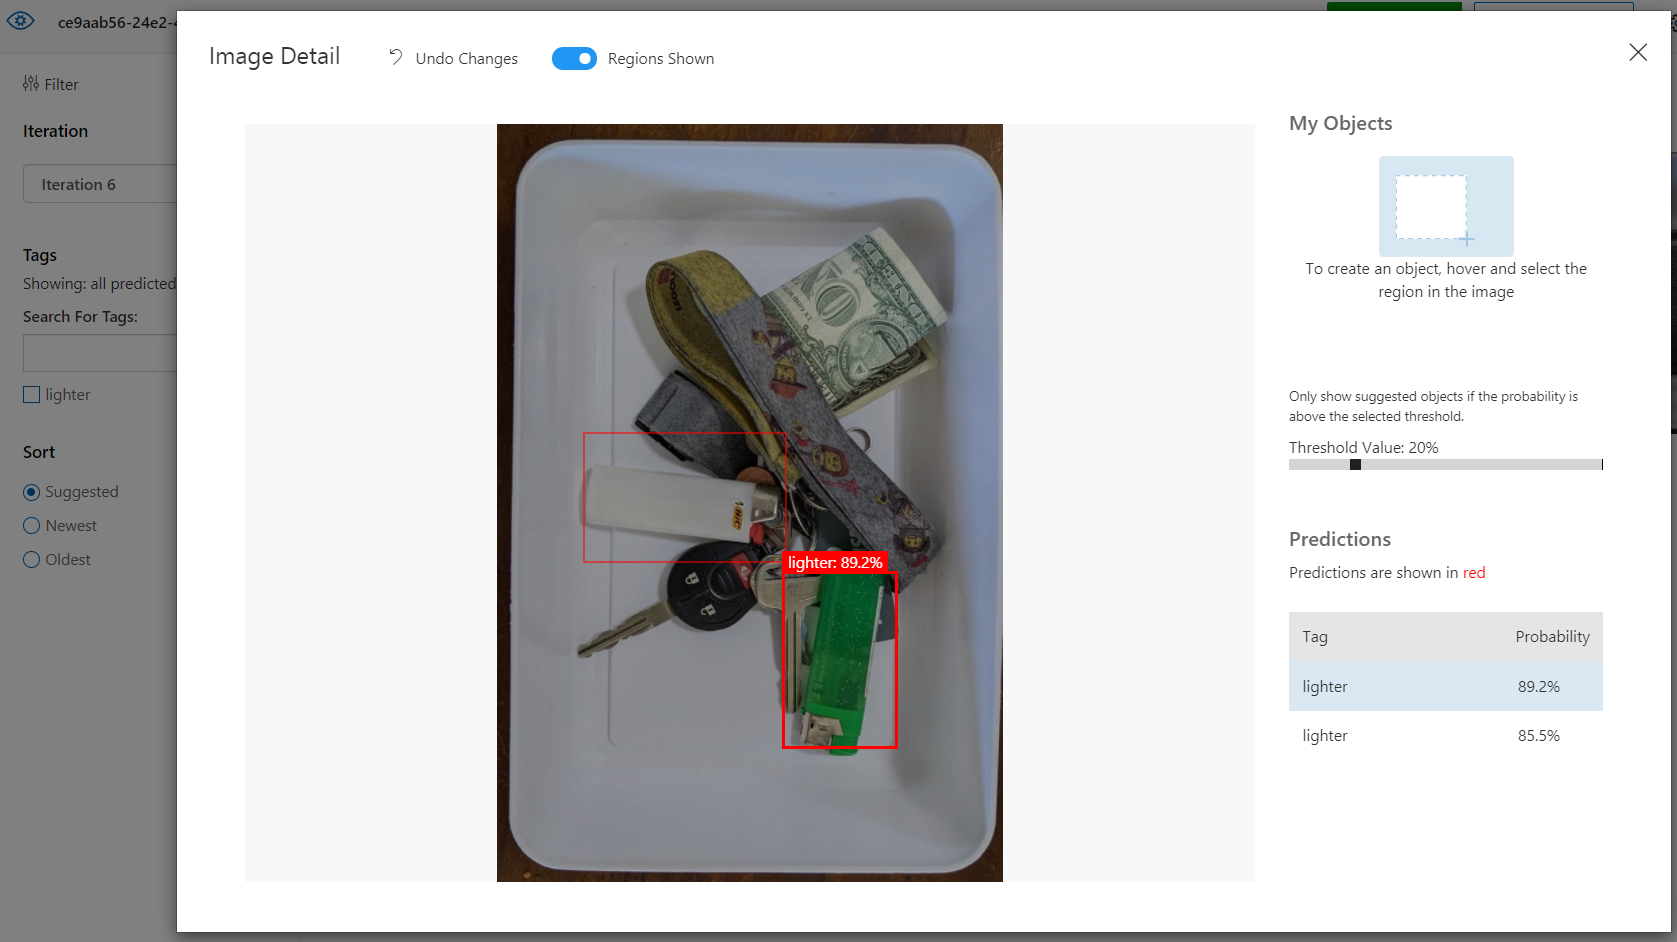 ce9aab56-24e2-4
Image Detail
Undo Changes
Regions Shown
Filter
Iteration
Iteration 6
Tags
Showing: all predicted
Search For Tags:
lighter
Sort
Suggested
Newest
Oldest
ONE
BIC
lighter: 89.2%
My Objects
To create an object, hover and select the
region in the image
Only show suggested objects if the probability is
above the selected threshold.
Threshold Value: 20%
Predictions
Predictions are shown in red
Tag Probability
lighter 89.2%
lighter 85.5%